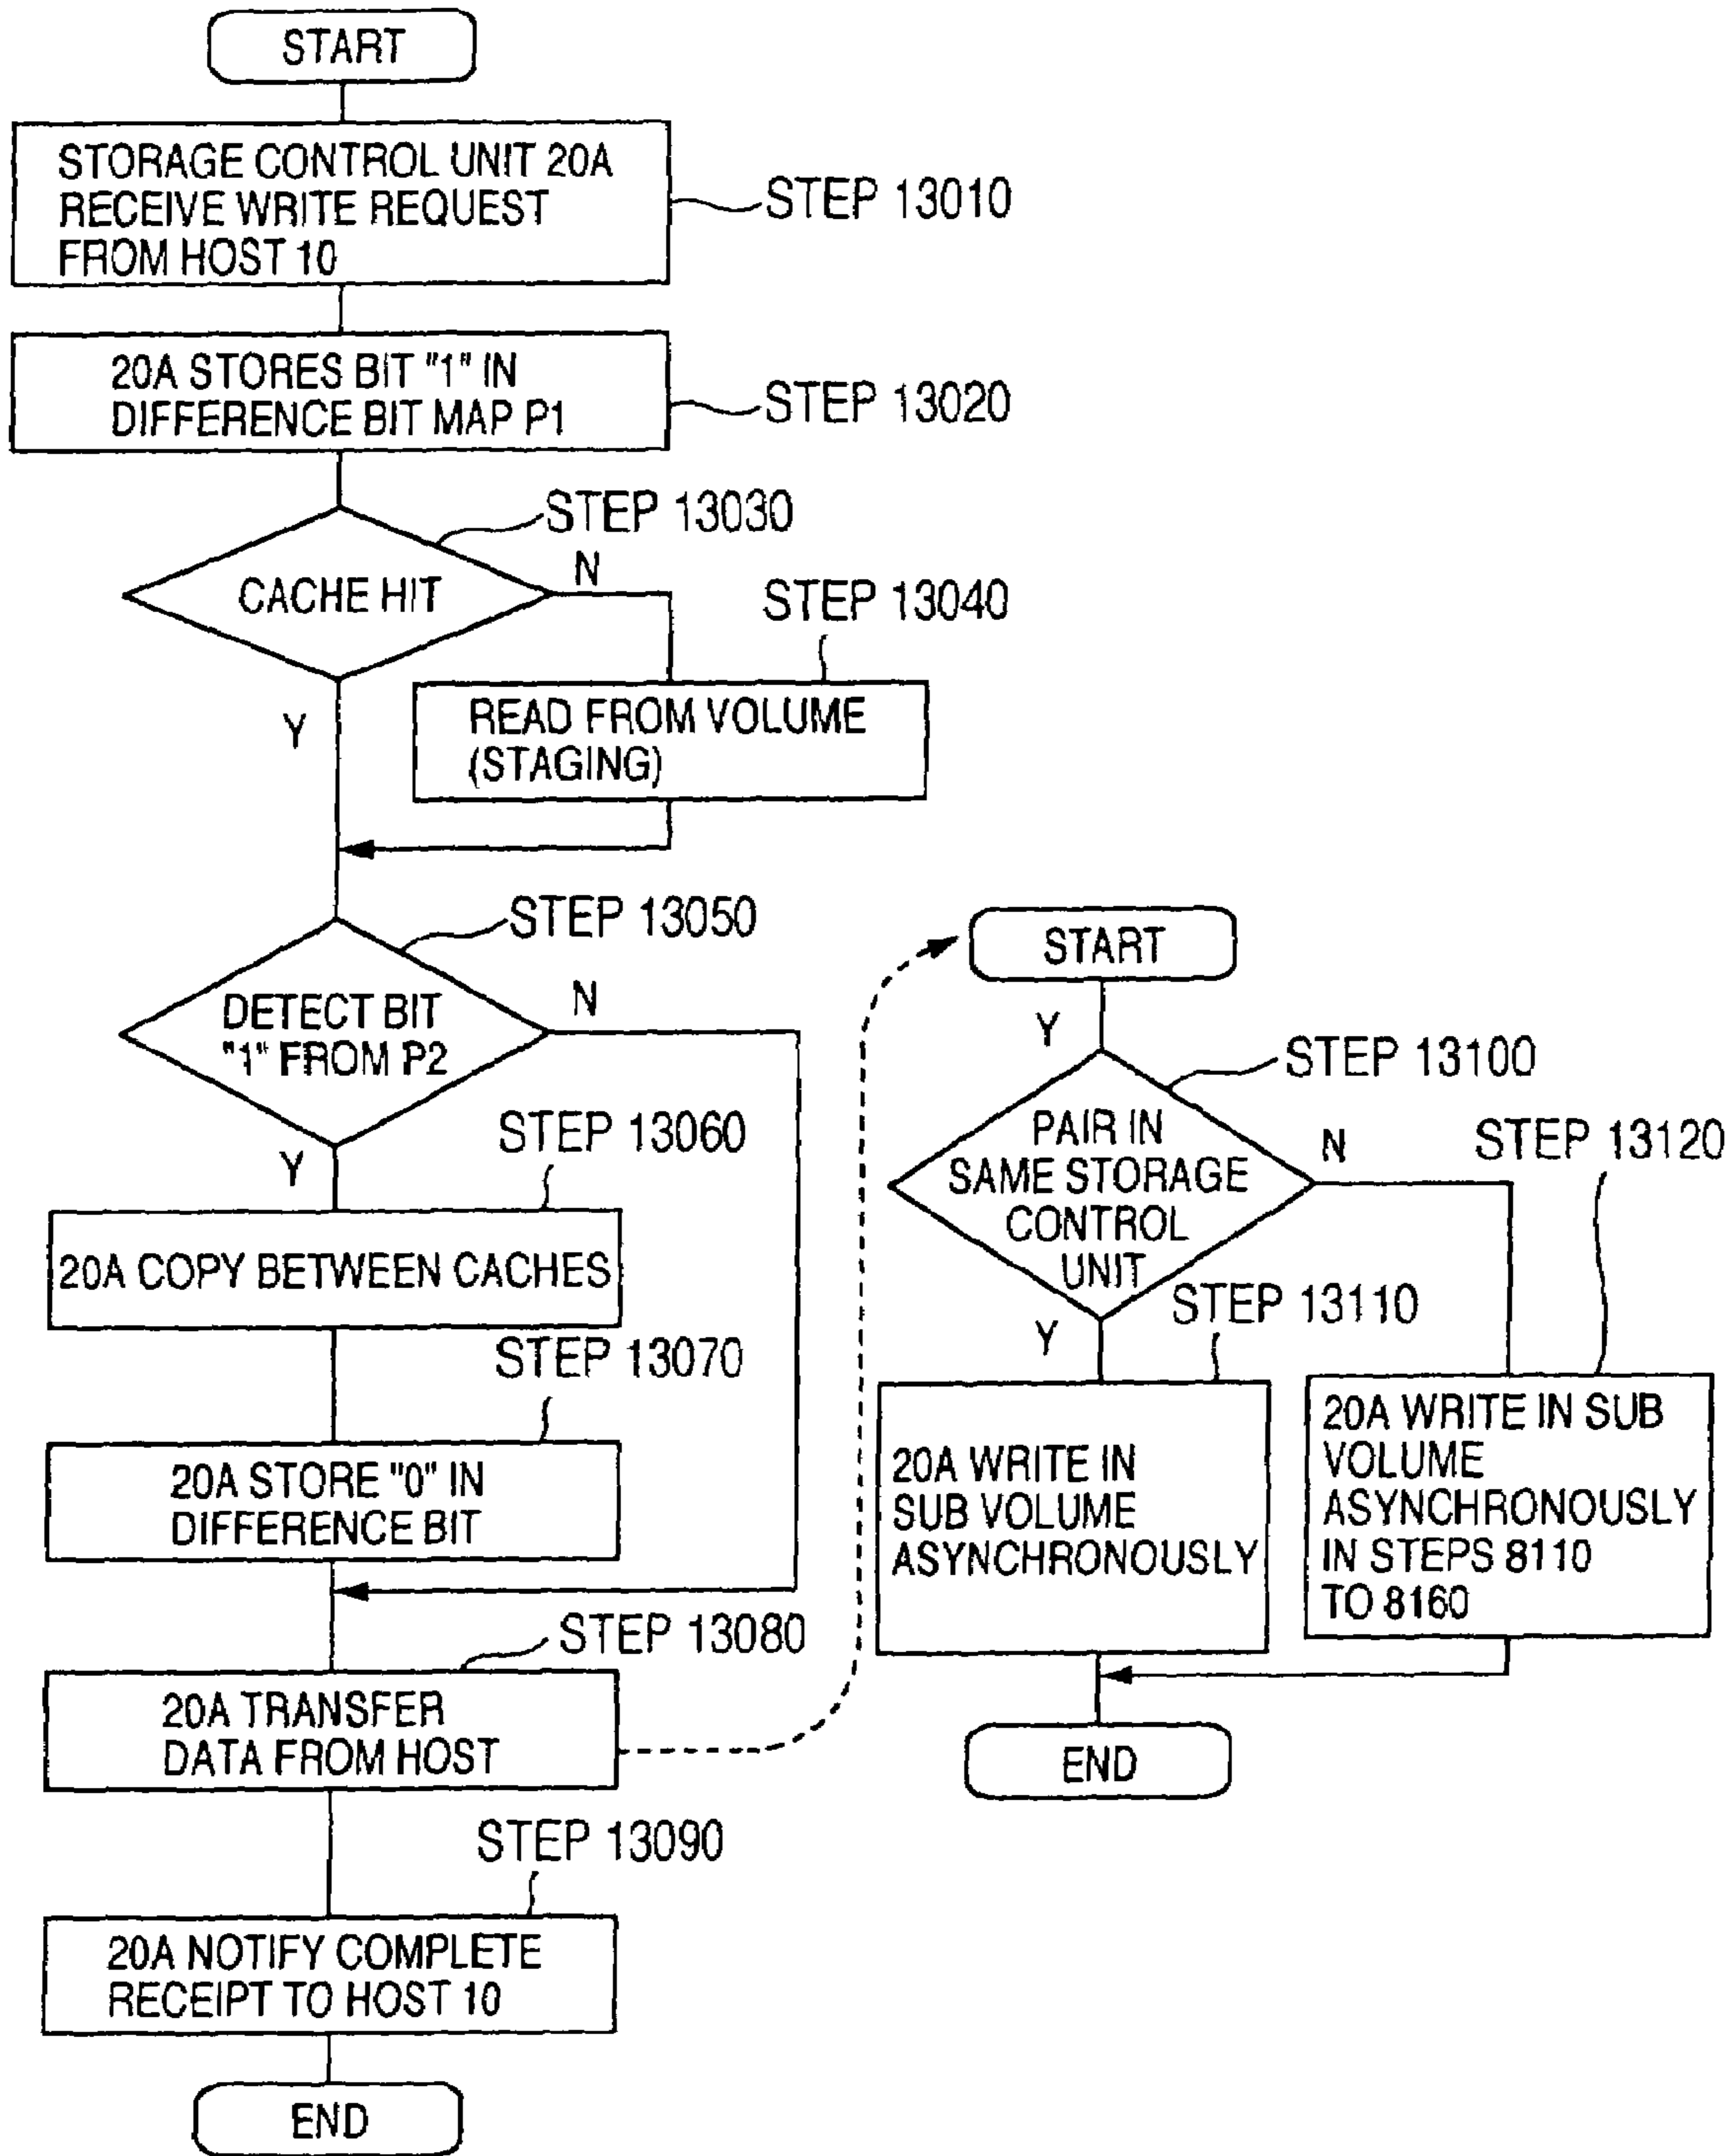 START
STORAGE CONTROL UNIT 20A
RECEIVE WRITE REQUEST
FROM HOST 10
STEP 13010
20A STORES BIT "1" IN
DIFFERENCE BIT MAP P1
STEP 13020
STEP 13030
CACHE HIT
N
Y
STEP 13040
READ FROM VOLUME
(STAGING)
STEP 13050
DETECT BIT
"1" FROM P2
N
Y
STEP 13060
20A COPY BETWEEN CACHES
STEP 13070
20A STORE "0" IN
DIFFERENCE BIT
STEP 13080
20A TRANSFER
DATA FROM HOST
STEP 13090
20A NOTIFY COMPLETE
RECEIPT TO HOST 10
END
START
Y
STEP 13100
PAIR IN
SAME STORAGE
CONTROL
UNIT
N
Y
STEP 13110
20A WRITE IN
SUB VOLUME
ASYNCHRONOUSLY
STEP 13120
20A WRITE IN SUB
VOLUME
ASYNCHRONOUSLY
IN STEPS 8110
TO 8160
END